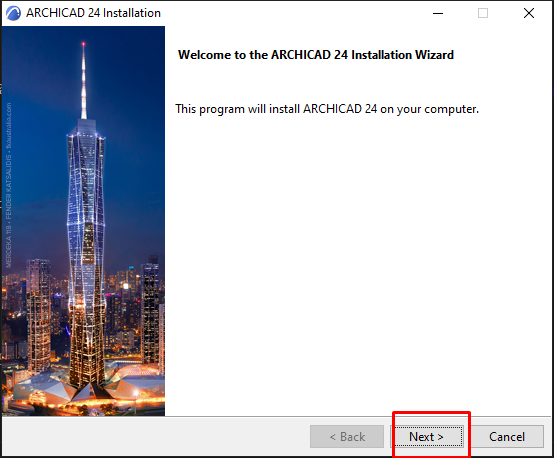 ARCHICAD 24 Installation
Welcome to the ARCHICAD 24 Installation Wizard
This program will install ARCHICAD 24 on your computer.
MERDEKA 118 - FENDER KATSALIDIS - fkaustralia.com
< Back
Next >
Cancel